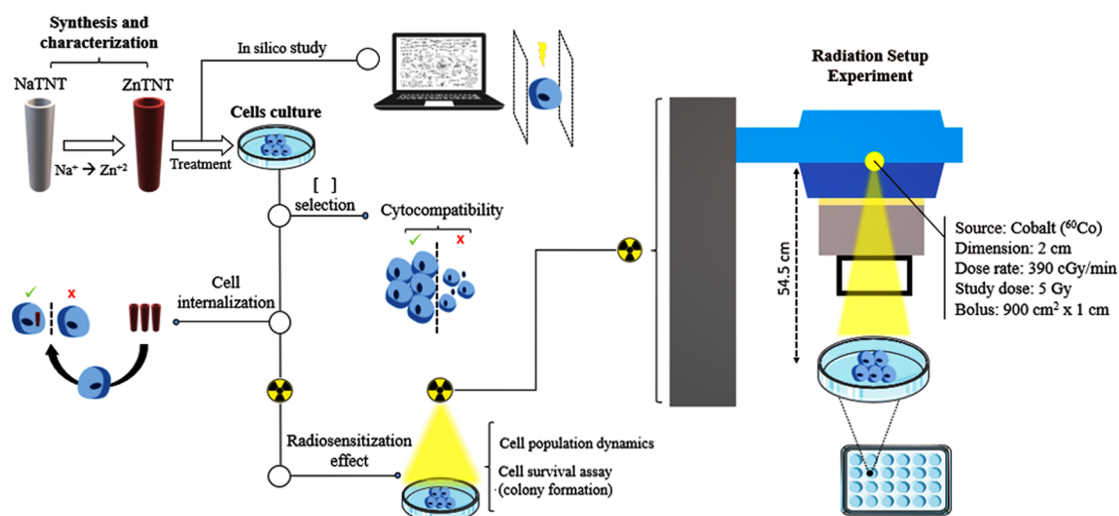 Synthesis and
characterization
NaTNT
ZnTNT
Na⁺ → Zn⁺²
Treatment
In silico study
Cells culture
[ ]
selection
Cytocompatibility
✓ x
Cell
internalization
✓ x
Radiosensitization
effect
Cell population dynamics
Cell survival assay
(colony formation)
Radiation Setup
Experiment
54.5 cm
Source: Cobalt (⁶⁰Co)
Dimension: 2 cm
Dose rate: 390 cGy/min
Study dose: 5 Gy
Bolus: 900 cm² x 1 cm